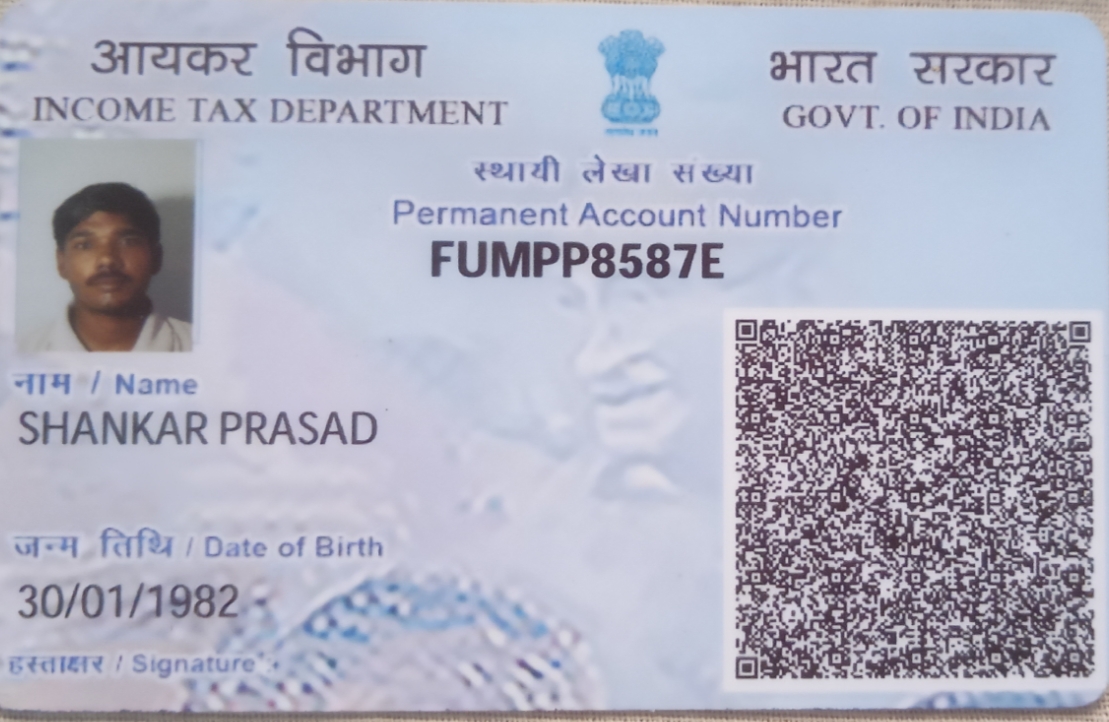 आयकर विभाग
INCOME TAX DEPARTMENT
भारत सरकार
GOVT. OF INDIA
स्थायी लेखा संख्या
Permanent Account Number
FUMPP8587E
नाम / Name
SHANKAR PRASAD
जन्म तिथि / Date of Birth
30/01/1982
हस्ताक्षर / Signature